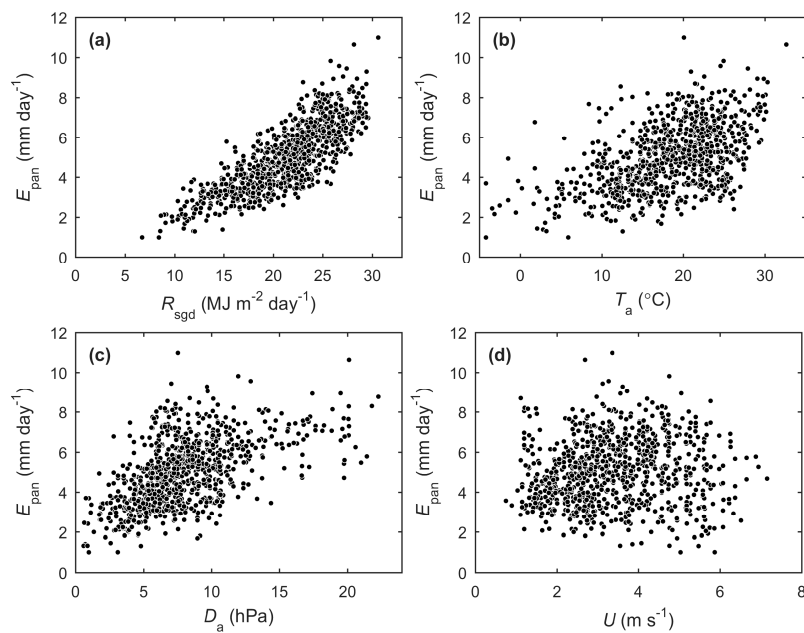 (a)
12
10
8
6
4
2
0
E_pan (mm day⁻¹)
0 5 10 15 20 25 30
R_sgd (MJ m⁻² day⁻¹)
(b)
12
10
8
6
4
2
0
E_pan (mm day⁻¹)
0 10 20 30
T_a (°C)
(c)
12
10
8
6
4
2
0
E_pan (mm day⁻¹)
0 5 10 15 20
D_a (hPa)
(d)
12
10
8
6
4
2
0
E_pan (mm day⁻¹)
0 2 4 6 8
U (m s⁻¹)